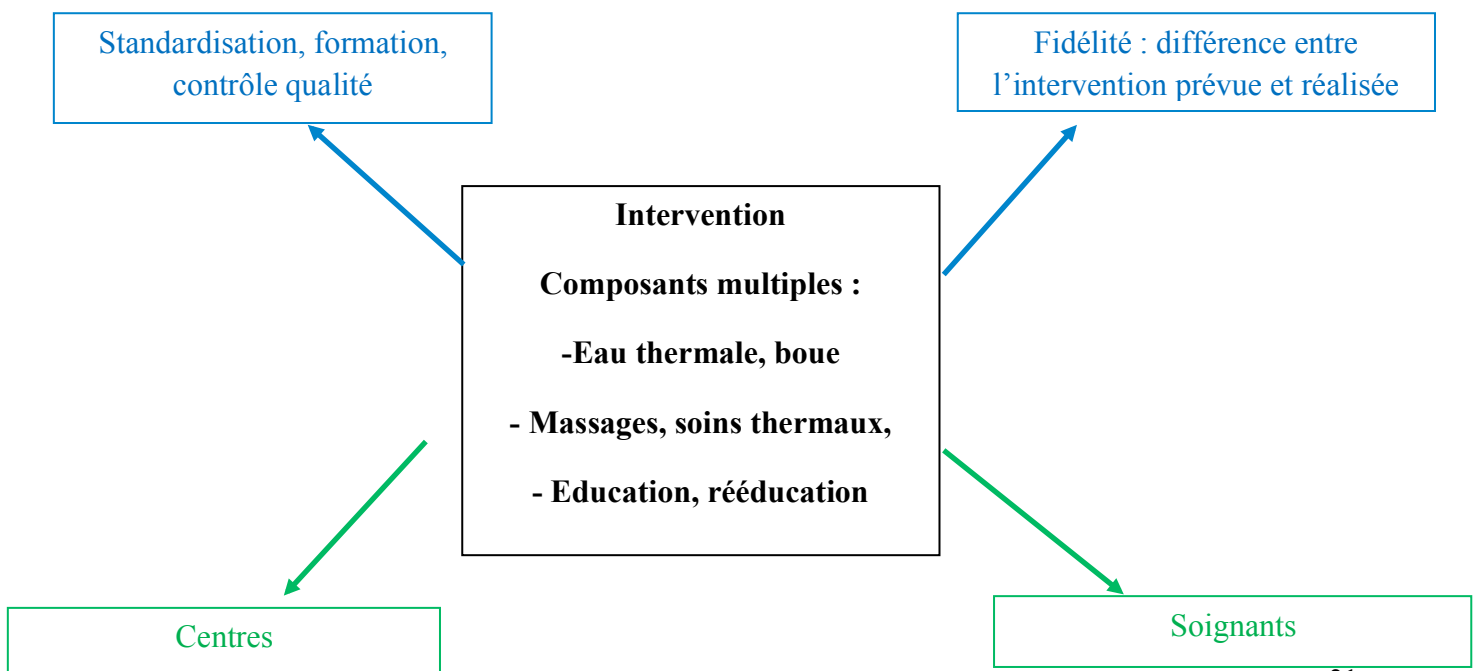 Standardisation, formation,
contrôle qualité
Fidélité : différence entre
l’intervention prévue et réalisée
Intervention
Composants multiples :
-Eau thermale, boue
- Massages, soins thermaux,
- Education, rééducation
Centres
Soignants